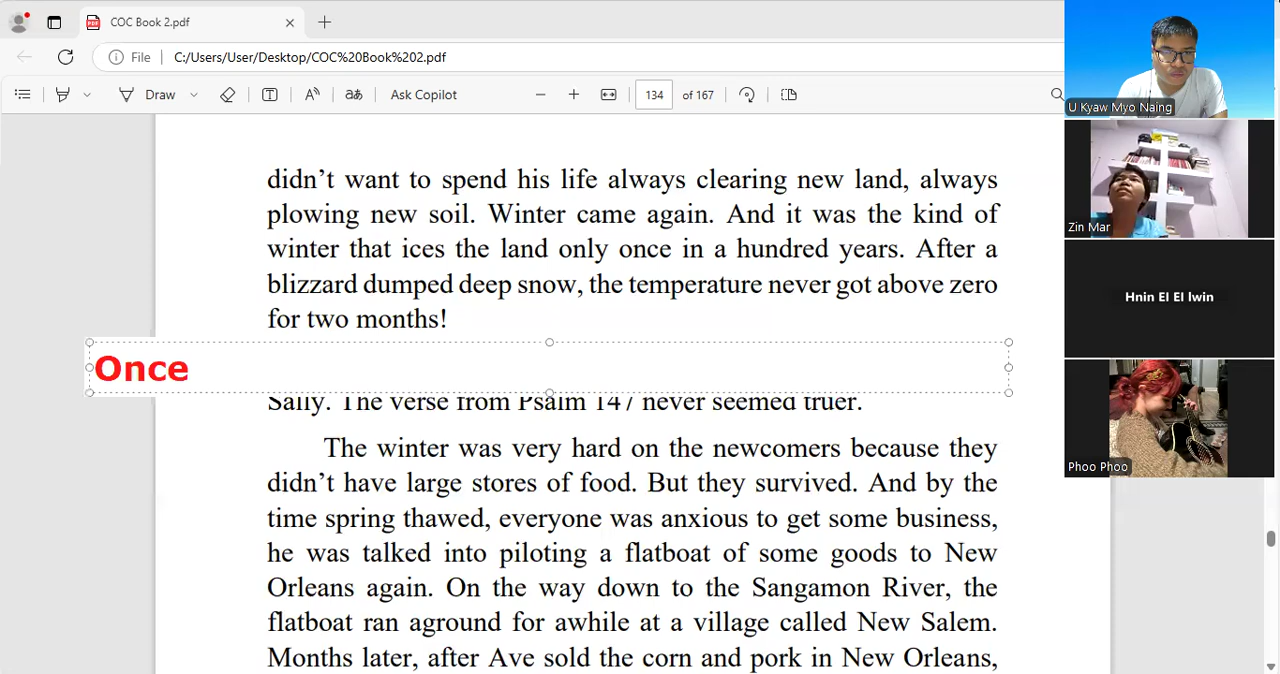 COC Book 2.pdf
File C:/Users/User/Desktop/COC%20Book%202.pdf
Draw Ask Copilot 134 of 167
didn't want to spend his life always clearing new land, always
plowing new soil. Winter came again. And it was the kind of
winter that ices the land only once in a hundred years. After a
blizzard dumped deep snow, the temperature never got above zero
for two months!
Once
Sally. The verse from Psalm 147 never seemed truer.
The winter was very hard on the newcomers because they
didn't have large stores of food. But they survived. And by the
time spring thawed, everyone was anxious to get some business,
he was talked into piloting a flatboat of some goods to New
Orleans again. On the way down to the Sangamon River, the
flatboat ran aground for awhile at a village called New Salem.
Months later, after Ave sold the corn and pork in New Orleans,
U Kyaw Myo Naing
Zin Mar
Hnin EI EI lwin
Phoo Phoo